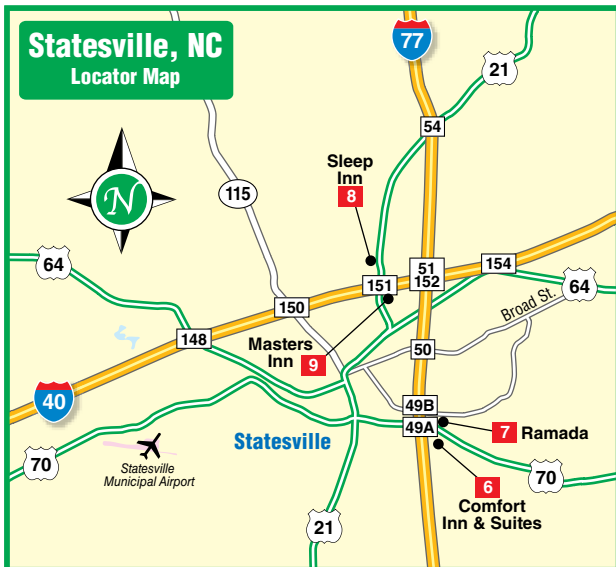 Statesville, NC
Locator Map
77
21
54
Sleep
Inn
8
115
N
64
51
152
154
151
64
150
Broad St.
148
Masters
Inn
9
50
40
49B
49A
7 Ramada
Statesville
70
Statesville
Municipal Airport
6
70
Comfort
Inn & Suites
21